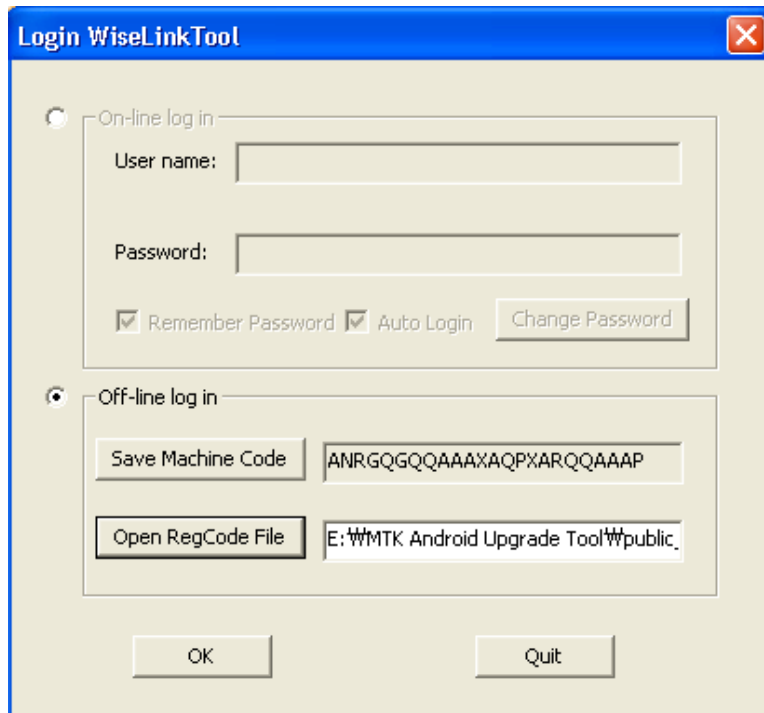 Login WiseLinkTool
On-line log in
User name:
Password:
Remember Password Auto Login Change Password
Off-line log in
Save Machine Code ANRGQGQQAAAXAQPXARQQAAAP
Open RegCode File E:₩MTK Android Upgrade Tool₩public_
OK Quit